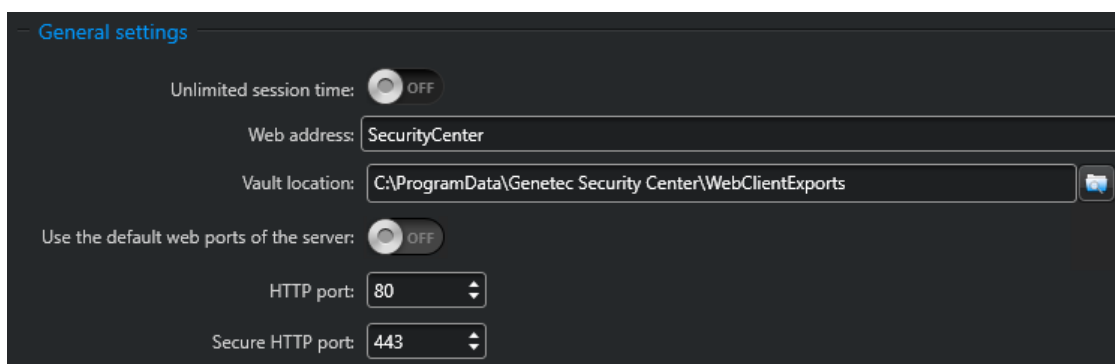 General settings
Unlimited session time: OFF
Web address: SecurityCenter
Vault location: C:\ProgramData\Genetec Security Center\WebClientExports
Use the default web ports of the server: OFF
HTTP port: 80
Secure HTTP port: 443